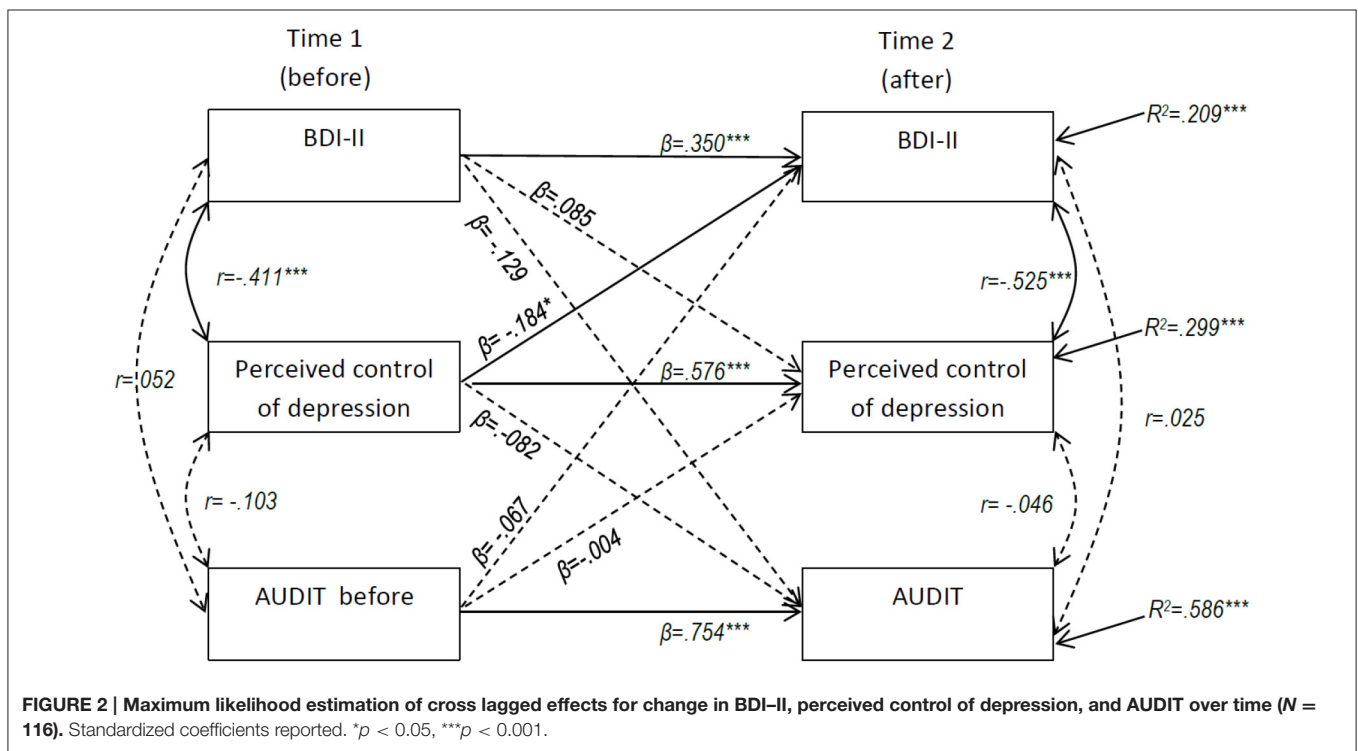 Time 1
(before)
Time 2
(after)
BDI-II
BDI-II
R²=.209***
β=.350***
β=.085
β=-.129
r=-.411***
r=-.525***
β= -.184*
R²=.299***
Perceived control
of depression
Perceived control
of depression
β=.576***
r=.052
r=.025
β=-082
r= -.103
r= -.046
β=-.067
β=-.004
AUDIT before
AUDIT
R²=.586***
β=.754***
FIGURE 2 | Maximum likelihood estimation of cross lagged effects for change in BDI–II, perceived control of depression, and AUDIT over time (N =
116). Standardized coefficients reported. *p < 0.05, ***p < 0.001.